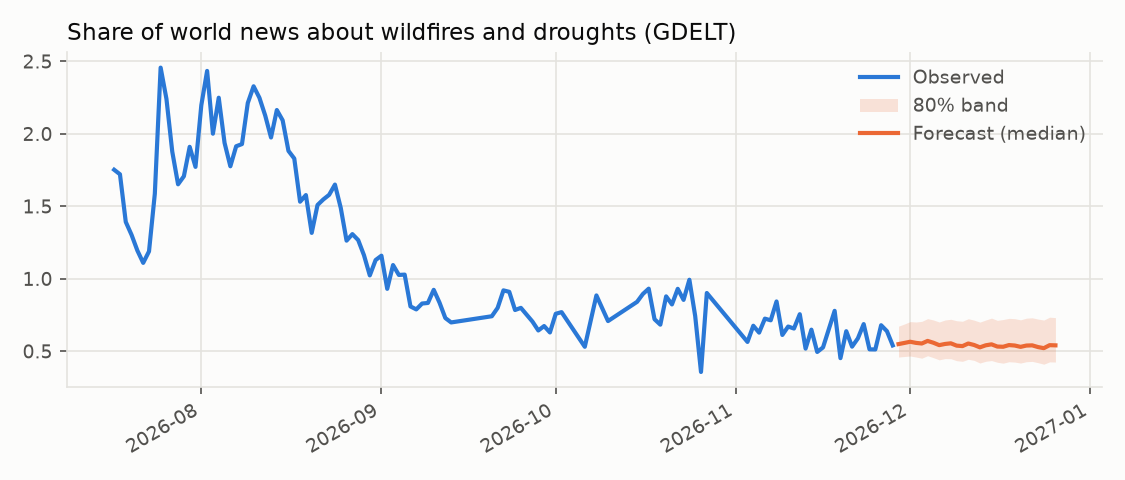 Share of world news about wildfires and droughts (GDELT)
2.5
2.0
1.5
1.0
0.5
Observed
80% band
Forecast (median)
2026-08
2026-09
2026-10
2026-11
2026-12
2027-01